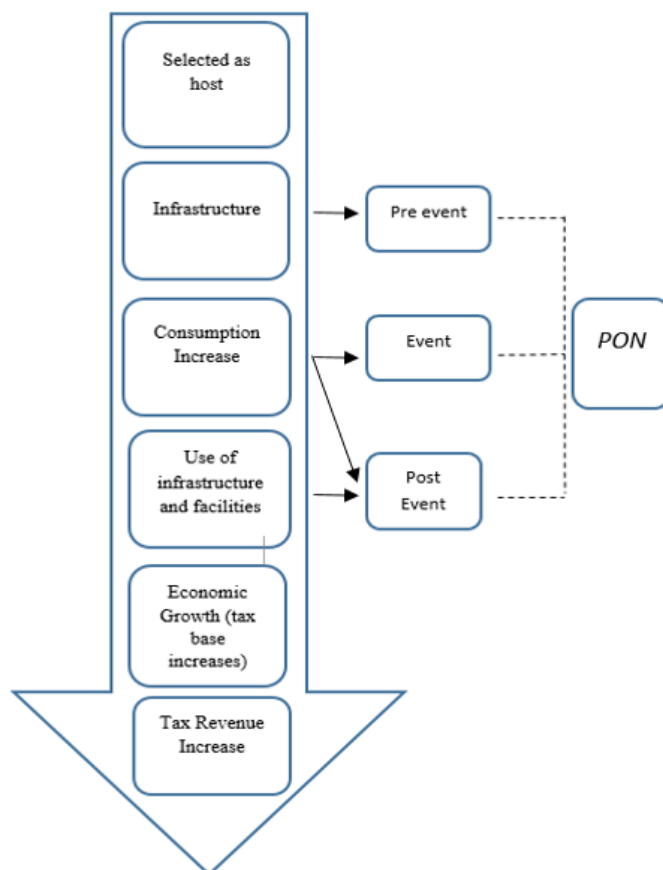 Selected as
host
Infrastructure
Pre event
Consumption
Increase
Event
PON
Use of
infrastructure
and facilities
Post
Event
Economic
Growth (tax
base
increases)
Tax Revenue
Increase